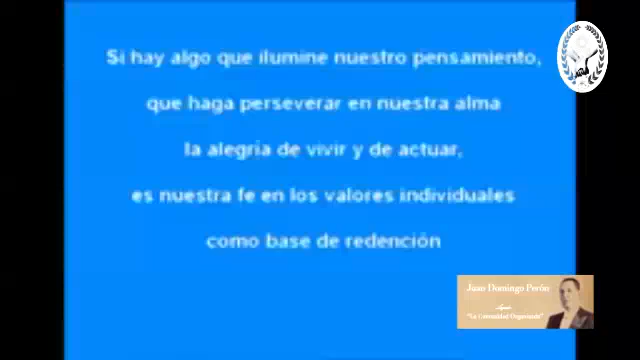 Si hay algo que ilumine nuestro pensamiento,
que haga perseverar en nuestra alma
la alegría de vivir y de actuar,
es nuestra fe en los valores individuales
como base de redención
Juan Domingo Perón
"La Comunidad Organizada"